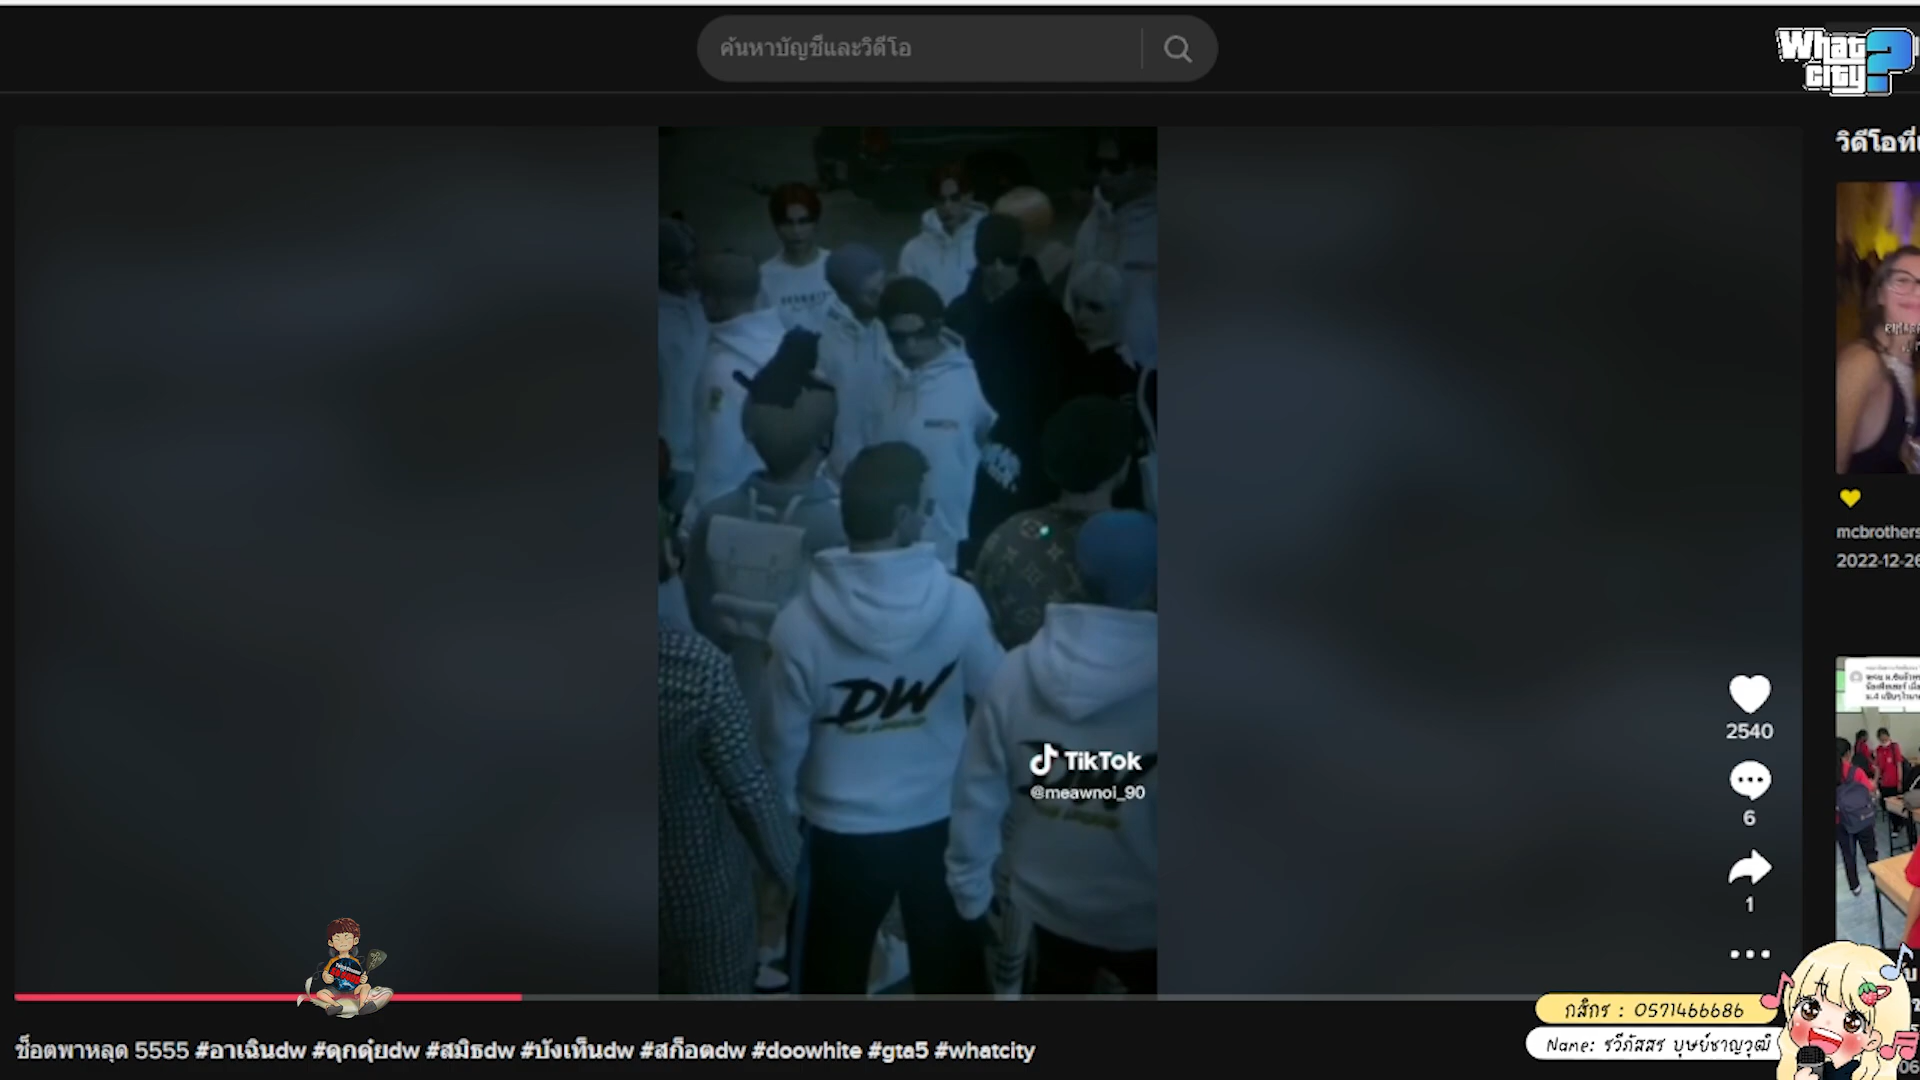 ค้นหาบัญชีและวิดีโอ
What
city?
วิดีโอที่
DW
TikTok
@meawnoi_90
2540
6
1
mcbrothers
2022-12-26
กสิกร : 0571466686
Name: รวีภัสสร บุษย์ชาญวุฒิ
ช็อตพาหลุด 5555 #อาเฉินdw #ดุกดุ๋ยdw #สมิธdw #บังเท็นdw #สก็อตdw #doowhite #gta5 #whatcity